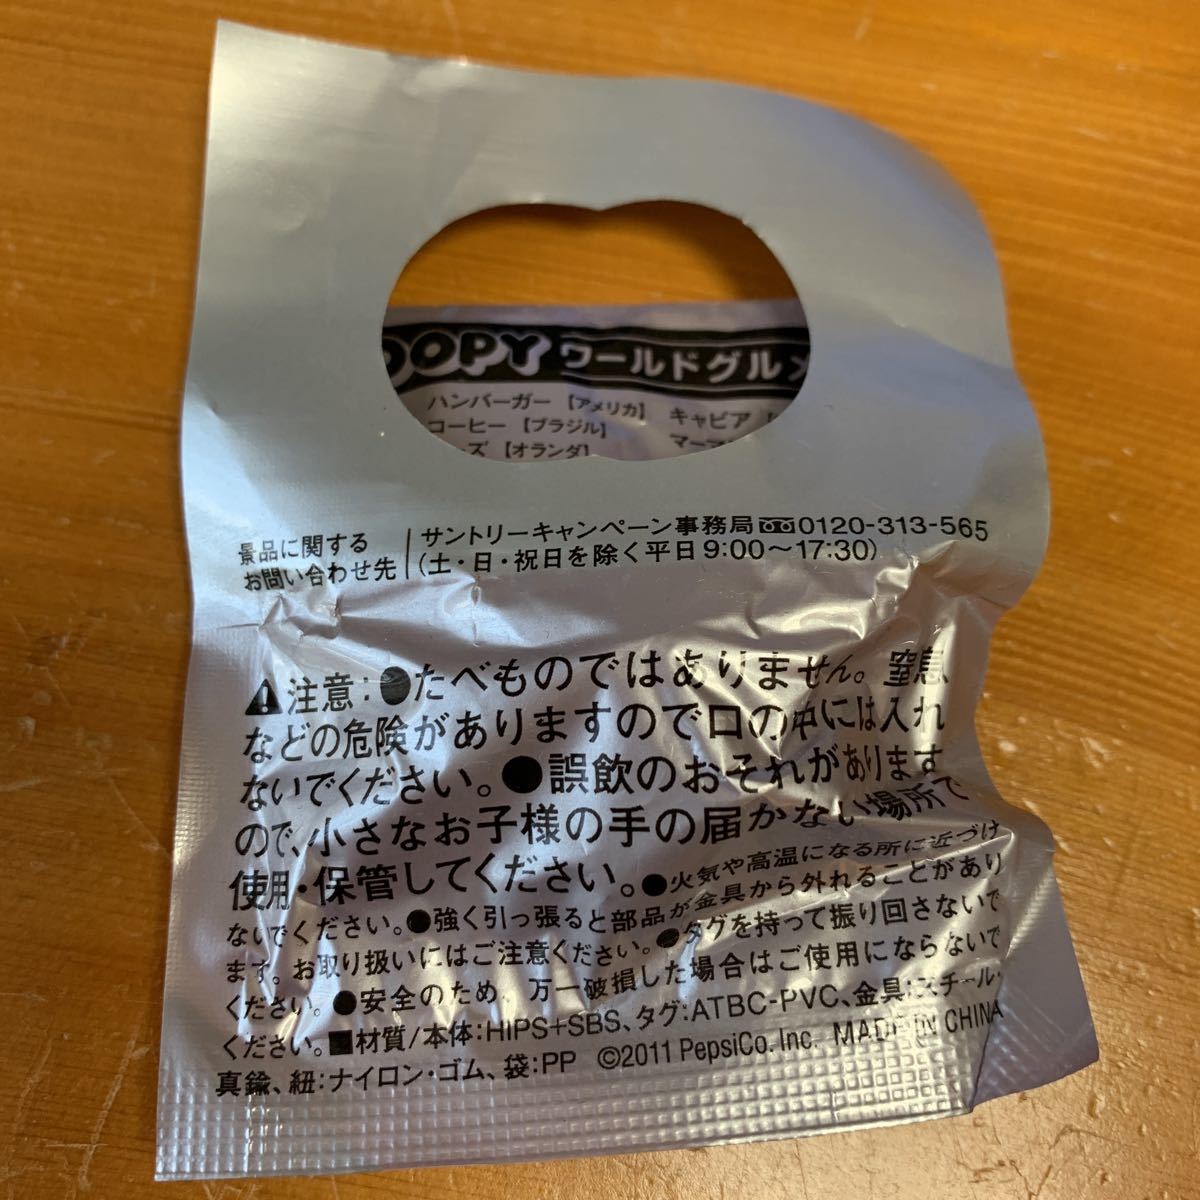 OOPY ワールドグルメ
ハンバーガー 【アメリカ】 キャビア
コーヒー 【ブラジル】
ーズ 【オランダ】
景品に関する
お問い合わせ先
サントリーキャンペーン事務局 0120-313-565
(土・日・祝日を除く平日9:00〜17:30)
注意:●たべものではありません。窒息
などの危険がありますので口の中には入れ
ないでください。●誤飲のおそれがあります
ので、小さなお子様の手の届かない場所で
使用・保管してください。●火気や高温になる所に近づけ
ないでください。●強く引っ張ると部品が金具から外れることがあり
ます。お取り扱いにはご注意ください。●タグを持って振り回さないで
ください。●安全のため、万一破損した場合はご使用にならないで
ください。■材質/本体:HIPS+SBS、タグ:ATBC-PVC、金具:スチール・
真鍮、紐:ナイロン・ゴム、袋:PP ©2011 PepsiCo. Inc. MADE IN CHINA